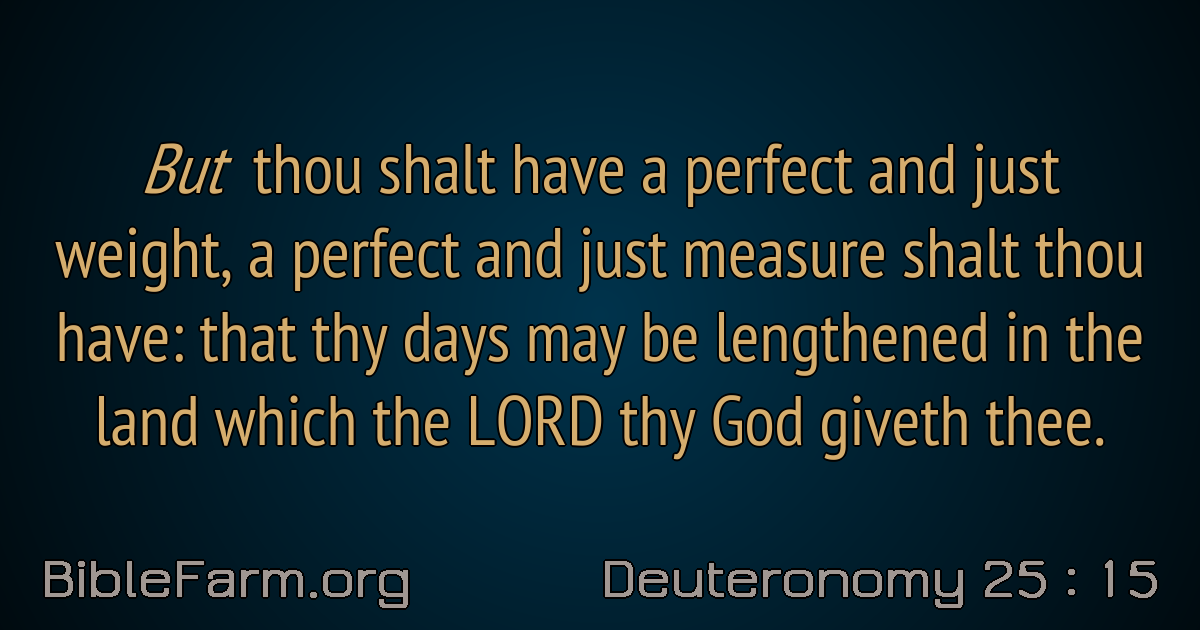 But thou shalt have a perfect and just
weight, a perfect and just measure shalt thou
have: that thy days may be lengthened in the
land which the LORD thy God giveth thee.
BibleFarm.org
Deuteronomy 25 : 15